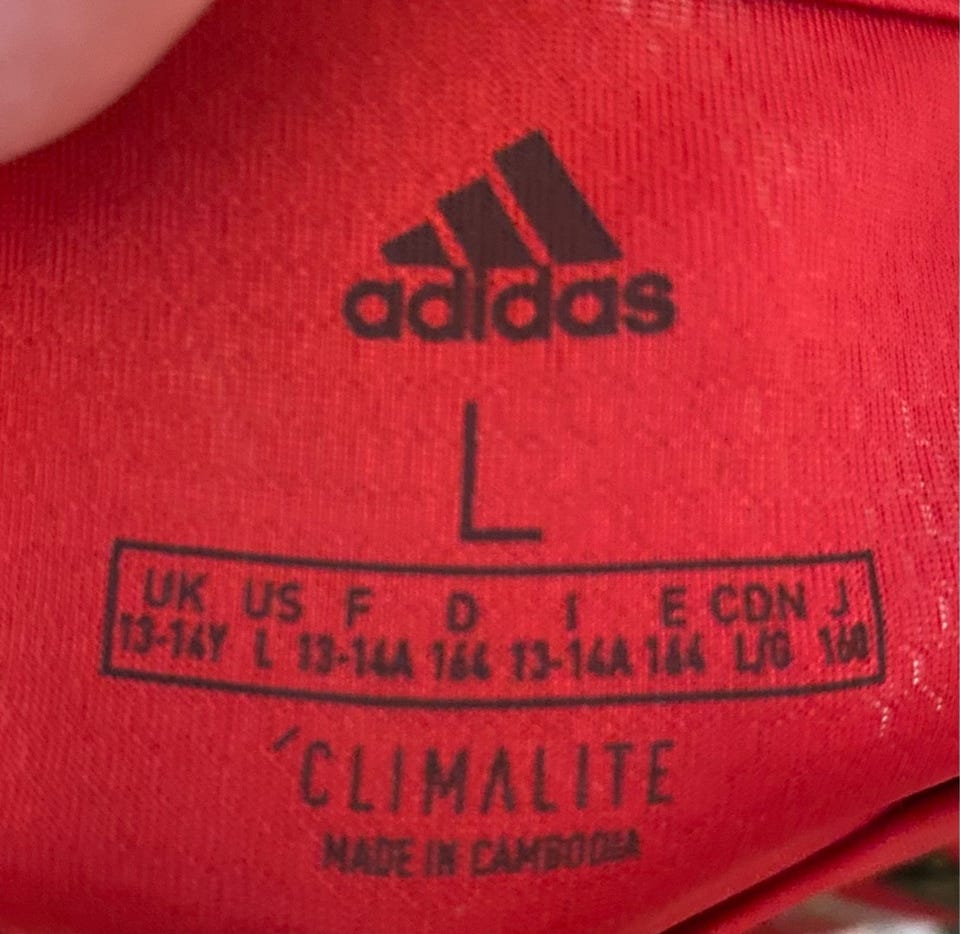 adidas
L
UK US F D I E CDN J
13-14Y L 13-14A 164 13-14A 164 L/G 160
CLIMALITE
MADE IN CAMBODIA